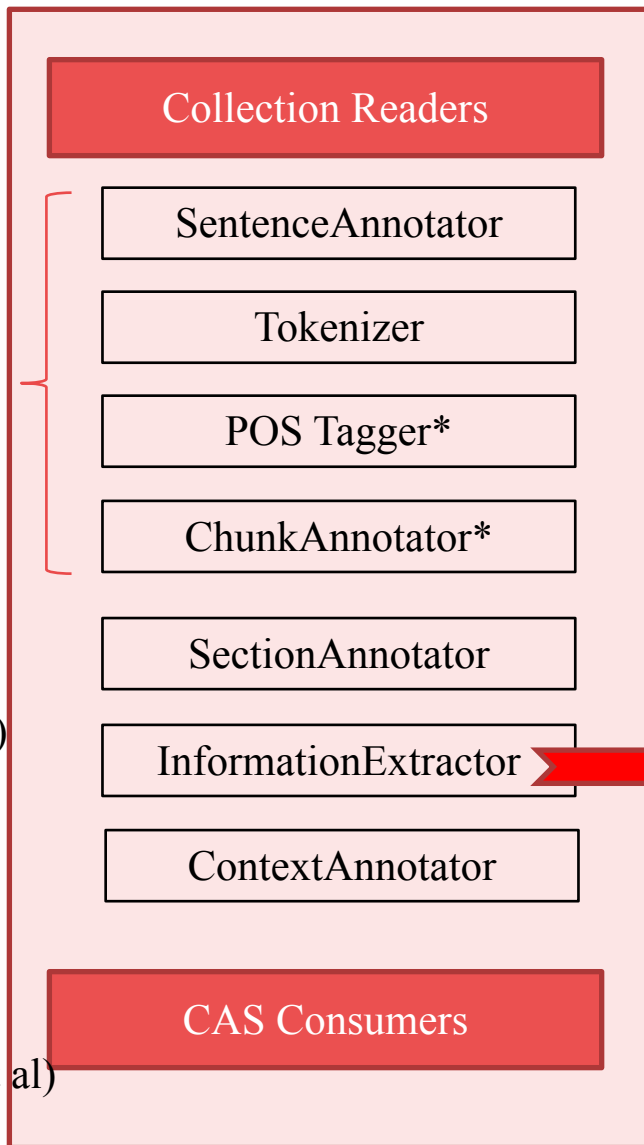 Collection Readers
SentenceAnnotator
Tokenizer
POS Tagger*
ChunkAnnotator*
SectionAnnotator
)
InformationExtractor
ContextAnnotator
CAS Consumers
al)